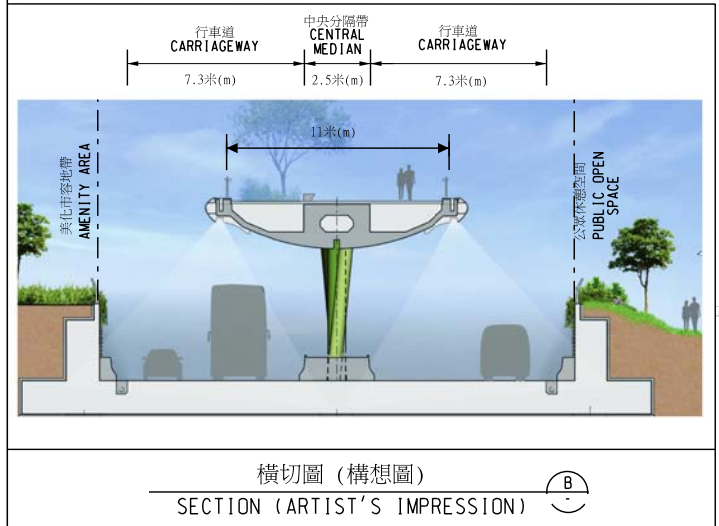 行車道
CARRIAGEWAY
7.3米(m)
中央分隔帶
CENTRAL
MEDIAN
2.5米(m)
行車道
CARRIAGEWAY
7.3米(m)
11米(m)
美化市容地帶
AMENITY AREA
公眾休憩空間
PUBLIC OPEN
SPACE
橫切圖 (構想圖)
SECTION (ARTIST'S IMPRESSION)
B
-